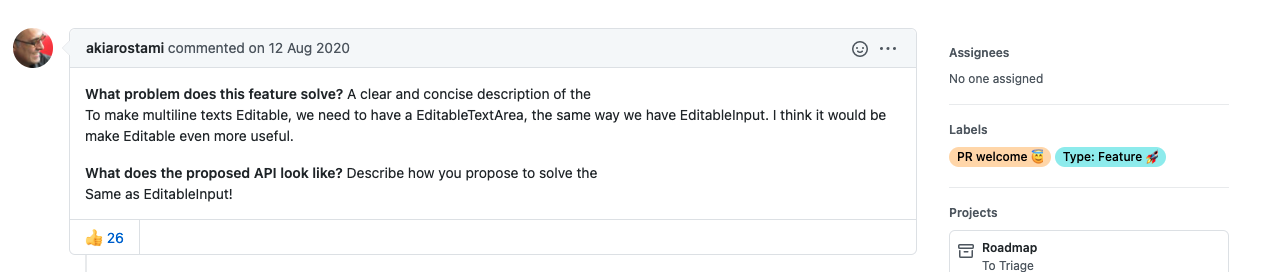 akiarostami commented on 12 Aug 2020
What problem does this feature solve? A clear and concise description of the
To make multiline texts Editable, we need to have a EditableTextArea, the same way we have EditableInput. I think it would be
make Editable even more useful.
What does the proposed API look like? Describe how you propose to solve the
Same as EditableInput!
👍 26
Assignees
No one assigned
Labels
PR welcome 😇 Type: Feature 🚀
Projects
Roadmap
To Triage